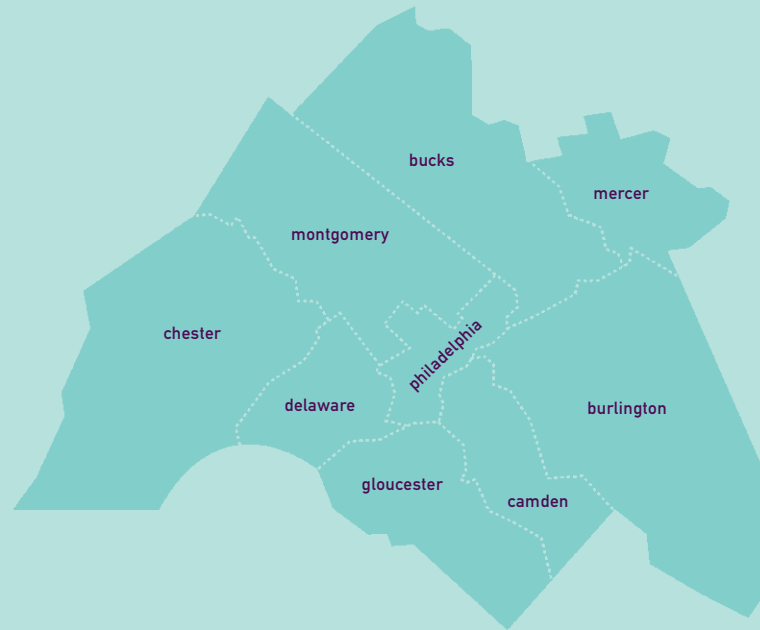 bucks
mercer
montgomery
chester
philadelphia
delaware
burlington
gloucester
camden